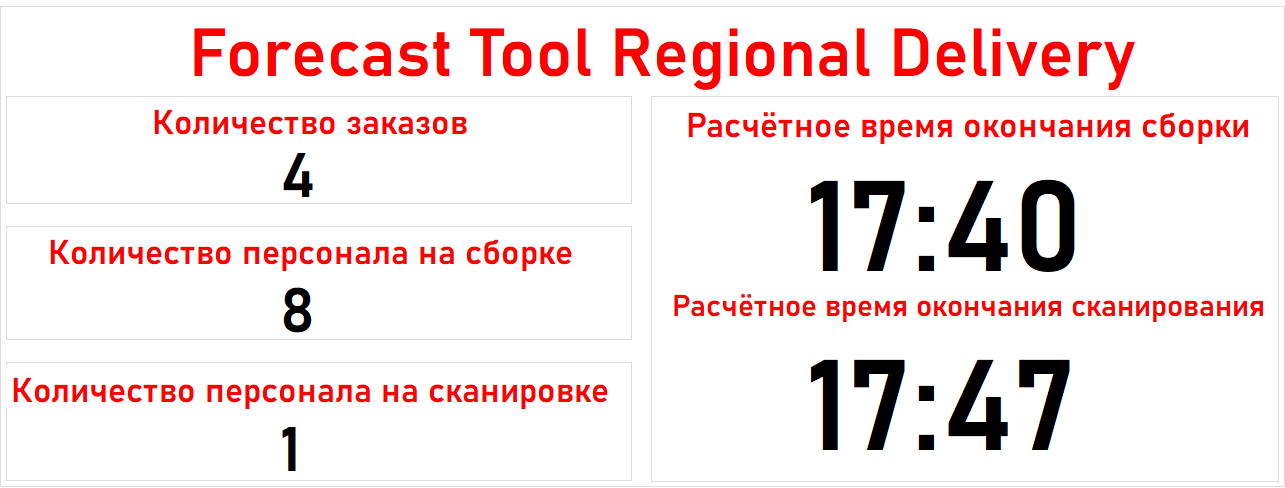 Forecast Tool Regional Delivery
Количество заказов
4
Количество персонала на сборке
8
Количество персонала на сканировке
1
Расчётное время окончания сборки
17:40
Расчётное время окончания сканирования
17:47